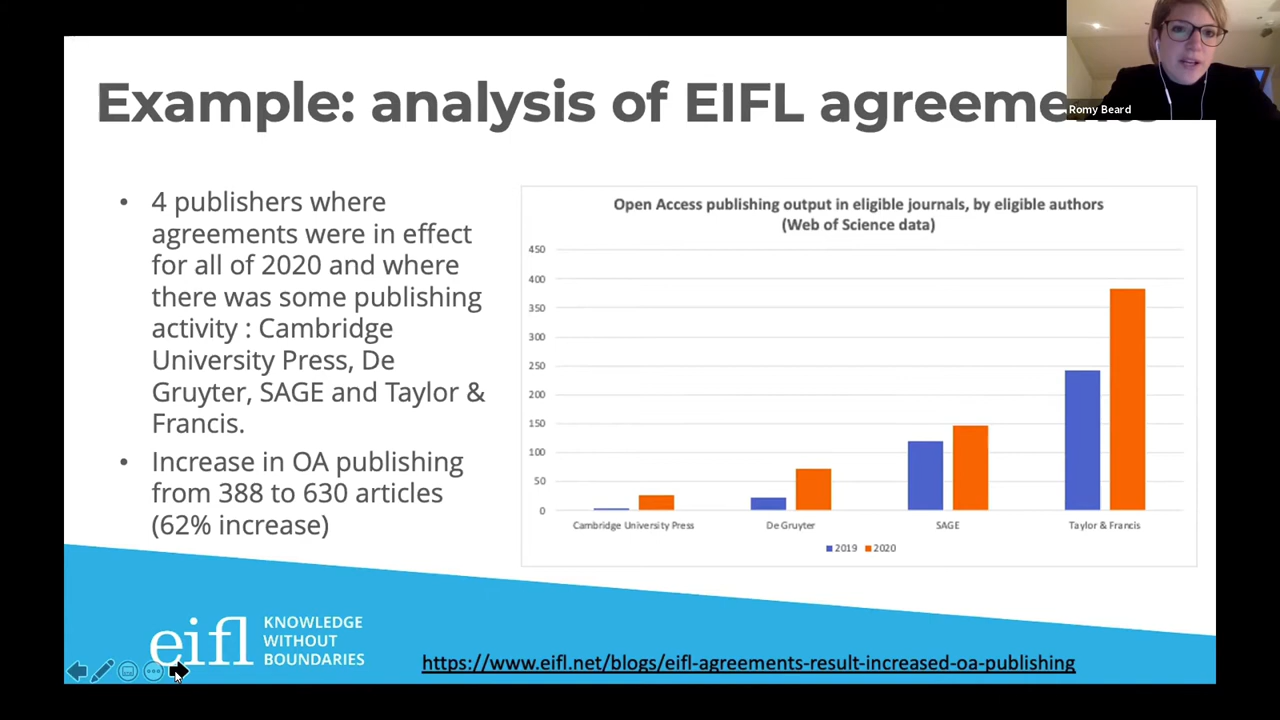 Example: analysis of EIFL agreements
Romy Beard
• 4 publishers where
agreements were in effect
for all of 2020 and where
there was some publishing
activity : Cambridge
University Press, De
Gruyter, SAGE and Taylor &
Francis.
• Increase in OA publishing
from 388 to 630 articles
(62% increase)
Open Access publishing output in eligible journals, by eligible authors
(Web of Science data)
450
400
350
300
250
200
150
100
50
0
Cambridge University Press
De Gruyter
SAGE
Taylor & Francis
2019 2020
eifl
KNOWLEDGE
WITHOUT
BOUNDARIES
https://www.eifl.net/blogs/eifl-agreements-result-increased-oa-publishing